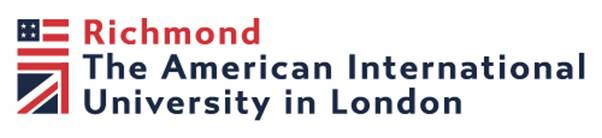 Richmond
The American International
University in London